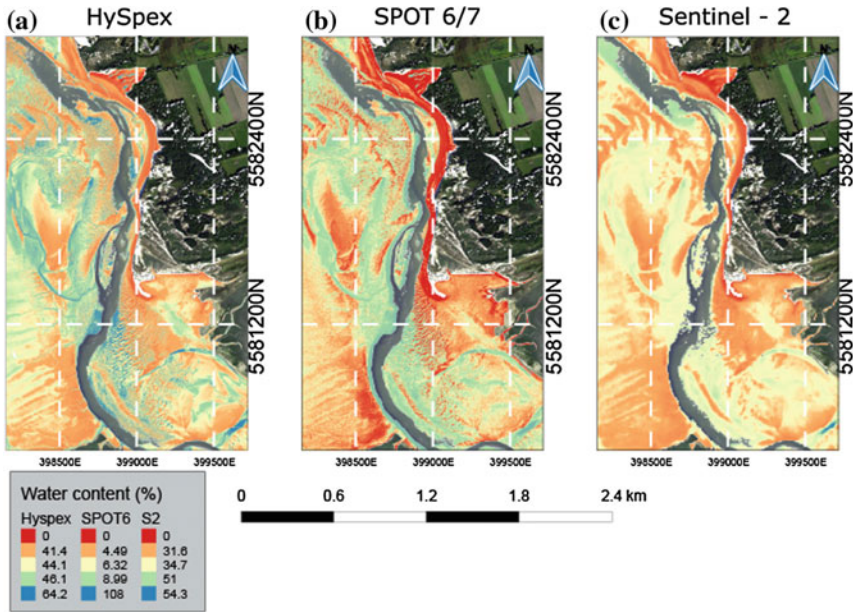 (a) HySpex
(b) SPOT 6/7
(c) Sentinel - 2
N
N
N
5582400N
5581200N
5582400N
5581200N
5582400N
5581200N
398500E 399000E 399500E
398500E 399000E 399500E
398500E 399000E 399500E
Water content (%)
Hyspex SPOT6 S2
0 0 0
41.4 4.49 31.6
44.1 6.32 34.7
46.1 8.99 51
64.2 108 54.3
0 0.6 1.2 1.8 2.4 km